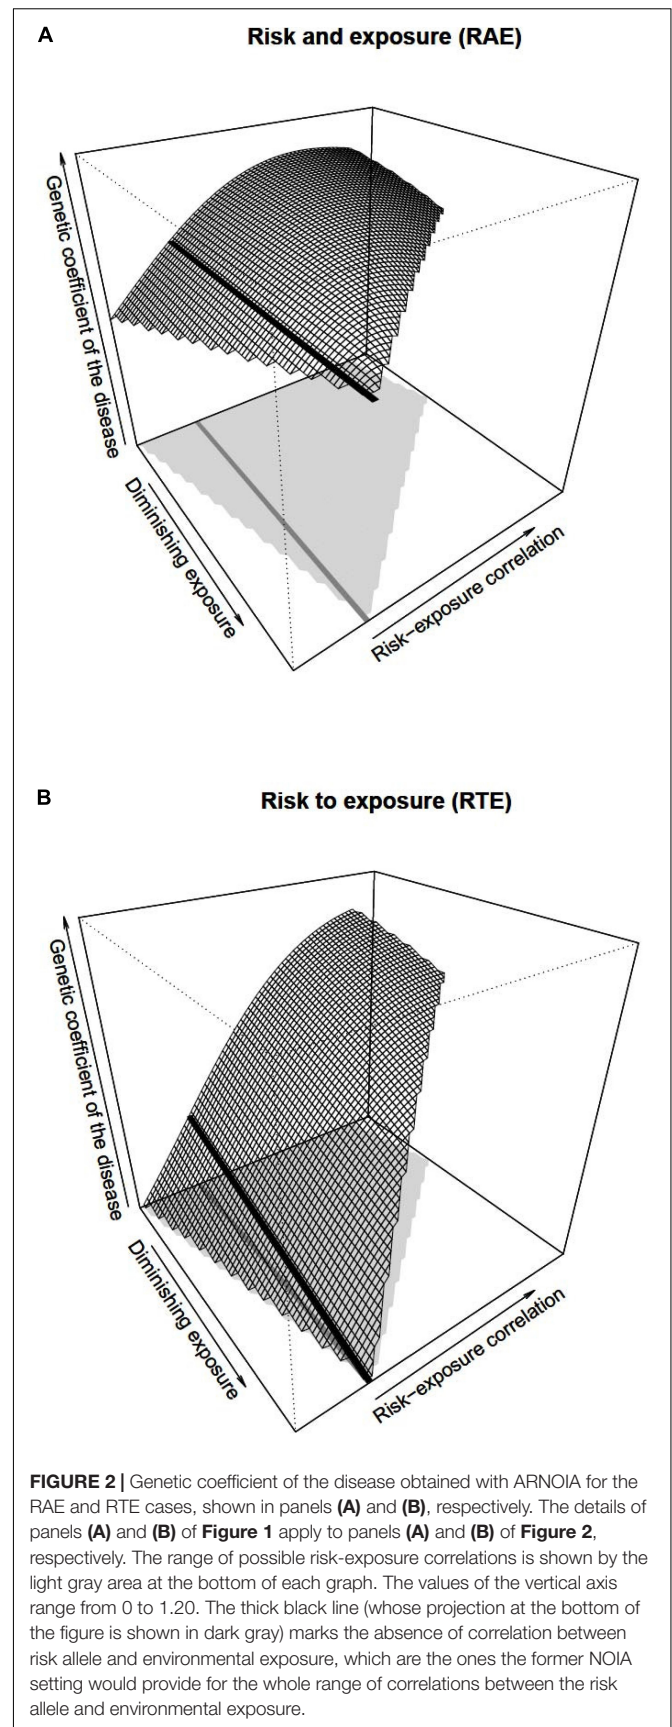 A
Risk and exposure (RAE)
Genetic coefficient of the disease
Diminishing exposure
Risk−exposure correlation
B
Risk to exposure (RTE)
Genetic coefficient of the disease
Diminishing exposure
Risk−exposure correlation
FIGURE 2 | Genetic coefficient of the disease obtained with ARNOIA for the
RAE and RTE cases, shown in panels (A) and (B), respectively. The details of
panels (A) and (B) of Figure 1 apply to panels (A) and (B) of Figure 2,
respectively. The range of possible risk-exposure correlations is shown by the
light gray area at the bottom of each graph. The values of the vertical axis
range from 0 to 1.20. The thick black line (whose projection at the bottom of
the figure is shown in dark gray) marks the absence of correlation between
risk allele and environmental exposure, which are the ones the former NOIA
setting would provide for the whole range of correlations between the risk
allele and environmental exposure.